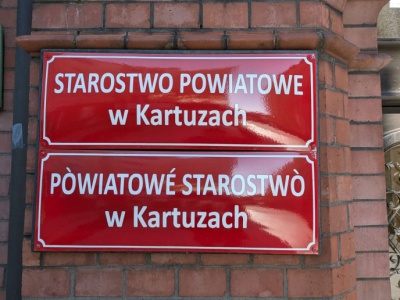 STAROSTWO POWIATOWE
w Kartuzach
PÒWIATOWÉ STAROSTWÒ
w Kartuzach